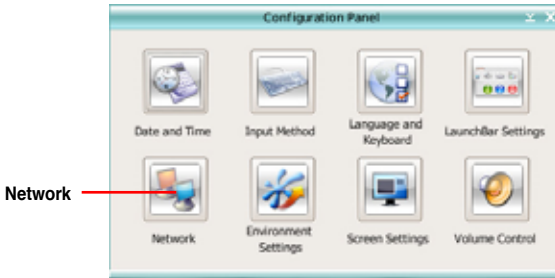 Configuration Panel
Date and Time
Input Method
Language and
Keyboard
LaunchBar Settings
Network
Network
Environment
Settings
Screen Settings
Volume Control